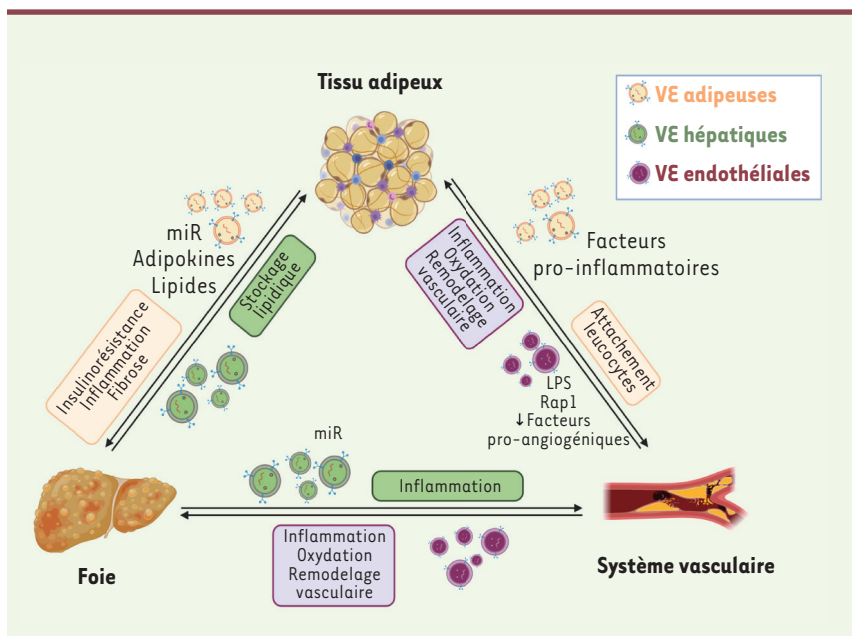 Tissu adipeux
VE adipeuses
VE hépatiques
VE endothéliales
miR
Adipokines
Lipides
Stockage
lipidique
Insulinorésistance
Inflammation
Fibrose
Inflammation
Oxydation
Remodelage
vasculaire
Facteurs
pro-inflammatoires
Attachement
leucocytes
LPS
Rap1
↓Facteurs
pro-angiogéniques
miR
Inflammation
Inflammation
Oxydation
Remodelage
vasculaire
Foie
Système vasculaire